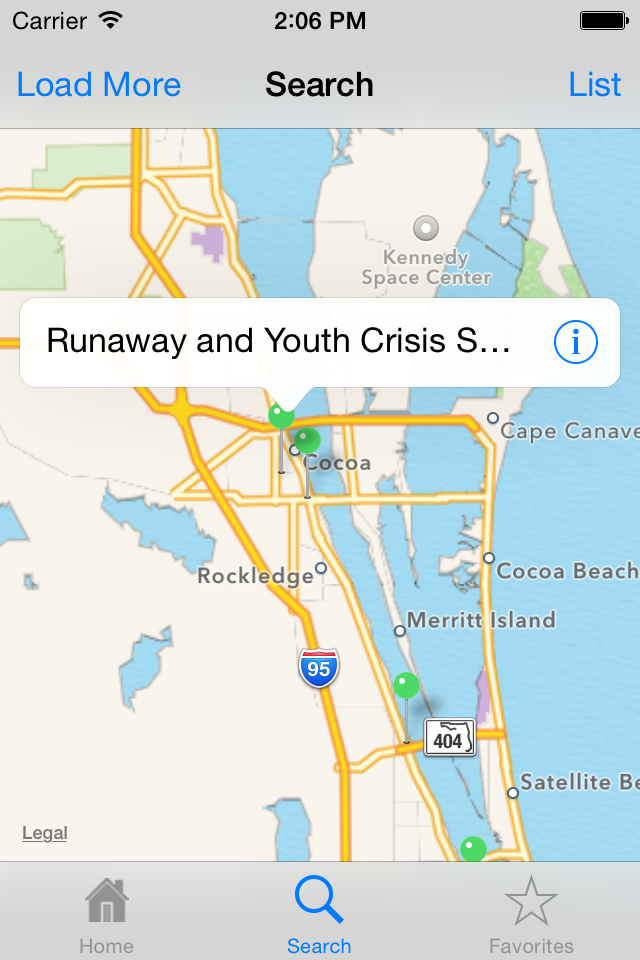 Carrier 2:06 PM
Load More Search List
Kennedy
Space Center
Runaway and Youth Crisis S...
Cape Canave
Cocoa
Rockledge
Cocoa Beach
Merritt Island
95
404
Satellite Be
Legal
Home Search Favorites